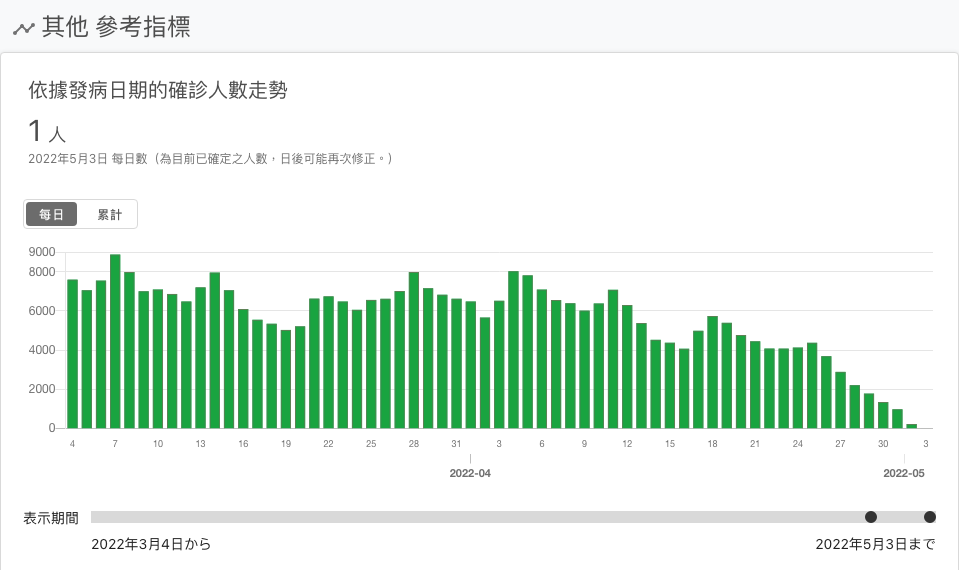 其他 參考指標
依據發病日期的確診人數走勢
1 人
2022年5月3日 每日數（為目前已確定之人數，日後可能再次修正。）
每日 累計
9000
8000
6000
4000
2000
0
4 7 10 13 16 19 22 25 28 31 3 6 9 12 15 18 21 24 27 30 3
2022-04 2022-05
表示期間
2022年3月4日から 2022年5月3日まで